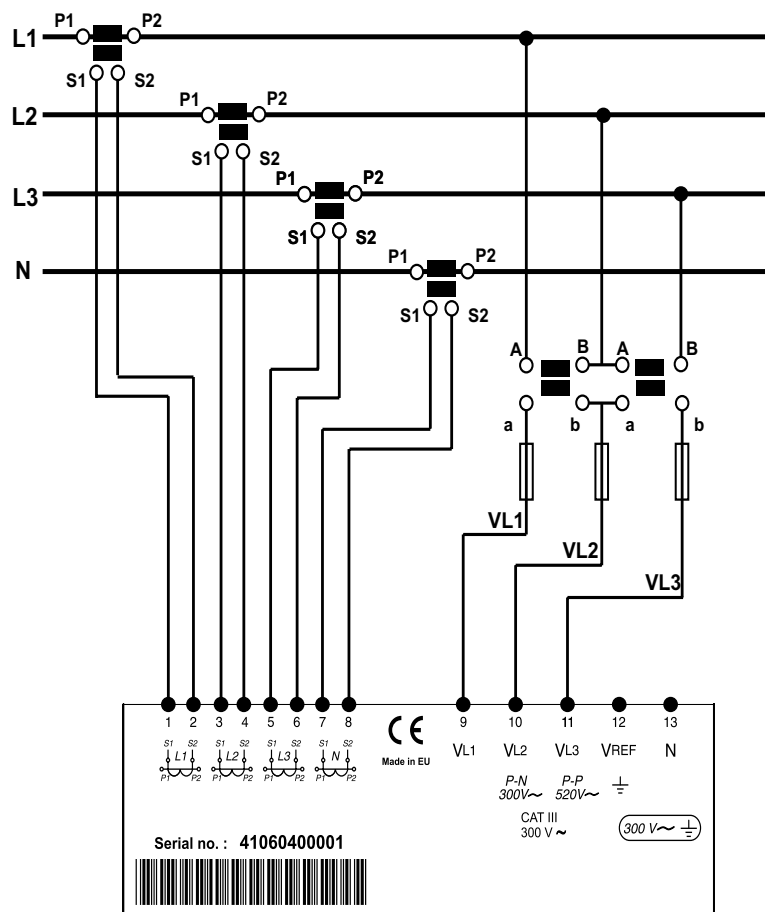 P1 P2
L1
S1 S2
P1 P2
L2
S1 S2
P1 P2
L3
S1 S2
P1 P2
N
S1 S2
A B A B
a b a b
VL1
VL2
VL3
1 2 3 4 5 6 7 8 9 10 11 12 13
S1 S2 S1 S2 S1 S2 S1 S2
L1 L2 L3 N
P1 P2 P1 P2 P1 P2 P1 P2
CE
Made in EU
VL1 VL2 VL3 VREF N
P-N P-P
300V~ 520V~
CAT III
300 V ~
300 V~
Serial no. : 41060400001